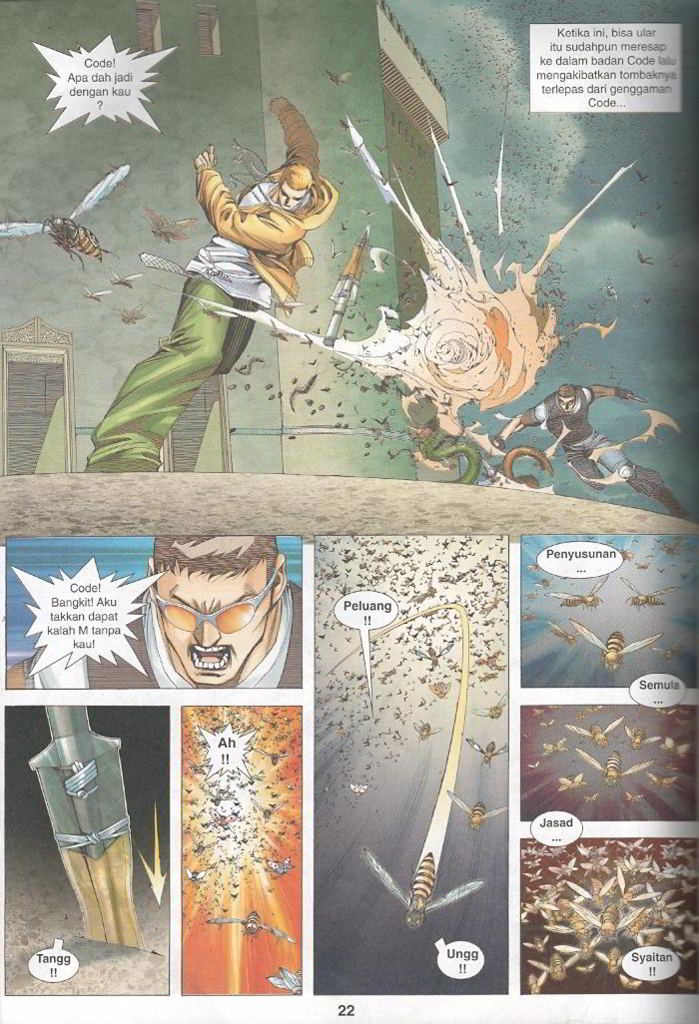 Code!
Apa dah jadi
dengan kau
?
Ketika ini, bisa ular
itu sudahpun meresap
ke dalam badan Code lalu
mengakibatkan tombaknya
terlepas dari genggaman
Code...
Code!
Bangkit! Aku
takkan dapat
kalah M tanpa
kau!
Tangg
!!
Ah
!!
Peluang
!!
Ungg
!!
Penyusunan
...
Semula
...
Jasad
...
Syaitan
!!
22